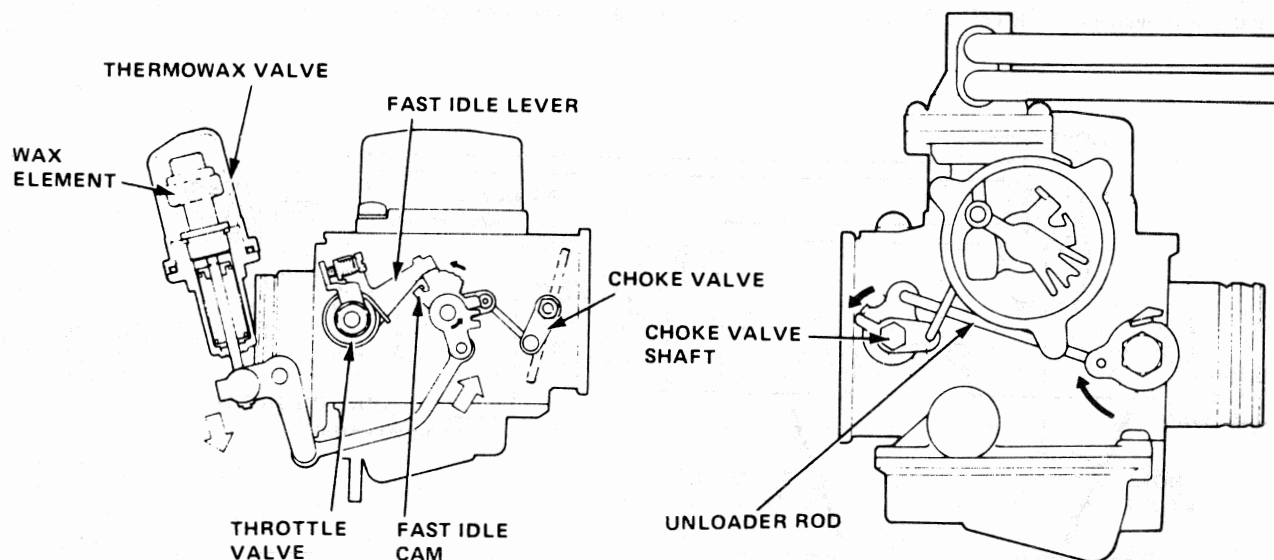 THERMOWAX VALVE
FAST IDLE LEVER
WAX
ELEMENT
CHOKE VALVE
CHOKE VALVE
SHAFT
THROTTLE
VALVE
FAST IDLE
CAM
UNLOADER ROD